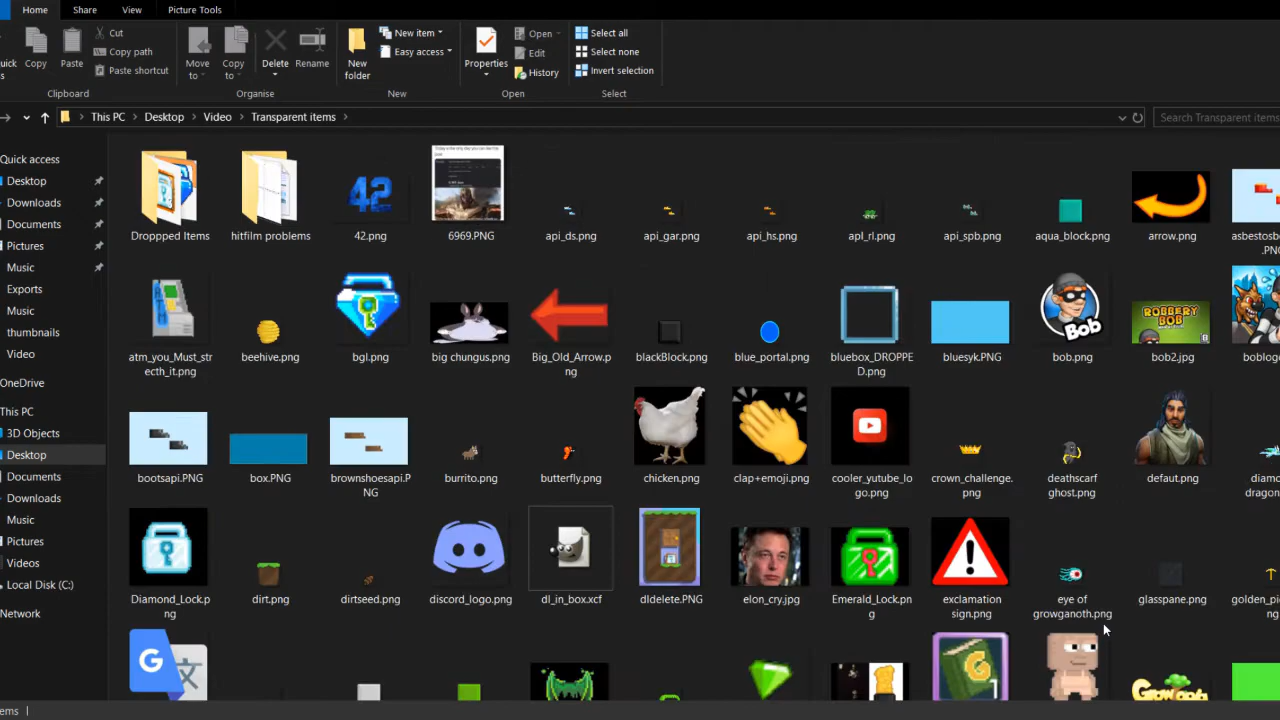 Home Share View Picture Tools
Cut
Copy path
Paste shortcut
Copy
Paste
Move to
Copy to
Delete
Rename
New folder
New item
Easy access
Properties
Open
Edit
History
Select all
Select none
Invert selection
Clipboard Organise New Open Select
This PC Desktop Video Transparent items
Search Transparent items
Quick access
Desktop
Downloads
Documents
Pictures
Music
Exports
Music
thumbnails
Video
OneDrive
This PC
3D Objects
Desktop
Documents
Downloads
Music
Pictures
Videos
Local Disk (C:)
Network
Droppped Items hitfilm problems 42.png 6969.PNG api_ds.png api_gar.png api_hs.png apI_rl.png api_spb.png aqua_block.png arrow.png
atm_you_Must_str
ecth_it.png
beehive.png bgl.png big chungus.png
Big_Old_Arrow.p
ng
blackBlock.png blue_portal.png
bluebox_DROPPE
D.png
bluesyk.PNG bob.png bob2.jpg
bootsapi.PNG box.PNG
brownshoesapi.P
NG
burrito.png butterfly.png chicken.png clap+emoji.png
cooler_yutube_lo
go.png
crown_challenge.
png
deathscarf
ghost.png
defaut.png
Diamond_Lock.p
ng
dirt.png dirtseed.png discord_logo.png dl_in_box.xcf dldelete.PNG elon_cry.jpg
Emerald_Lock.pn
g
exclamation
sign.png
eye of
growganoth.png
glasspane.png
42
Bob
ROBBERY
BOB
G